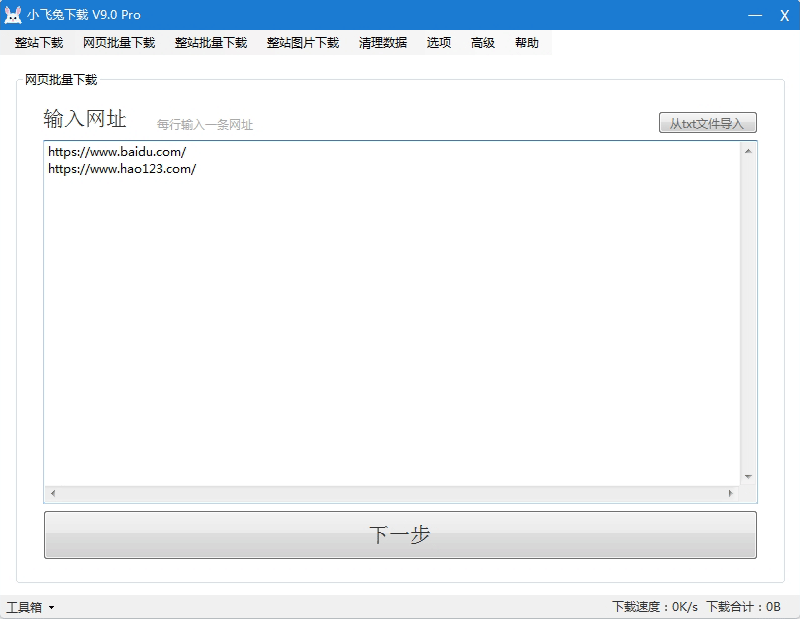 小飞兔下载 V9.0 Pro
整站下载 网页批量下载 整站批量下载 整站图片下载 清理数据 选项 高级 帮助
网页批量下载
输入网址 每行输入一条网址 从txt文件导入
https://www.baidu.com/
https://www.hao123.com/
下一步
工具箱 下载速度：0K/s 下载合计：0B